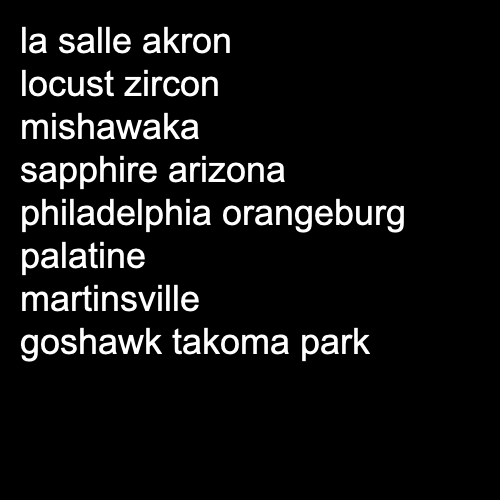 la salle akron
locust zircon
mishawaka
sapphire arizona
philadelphia orangeburg
palatine
martinsville
goshawk takoma park